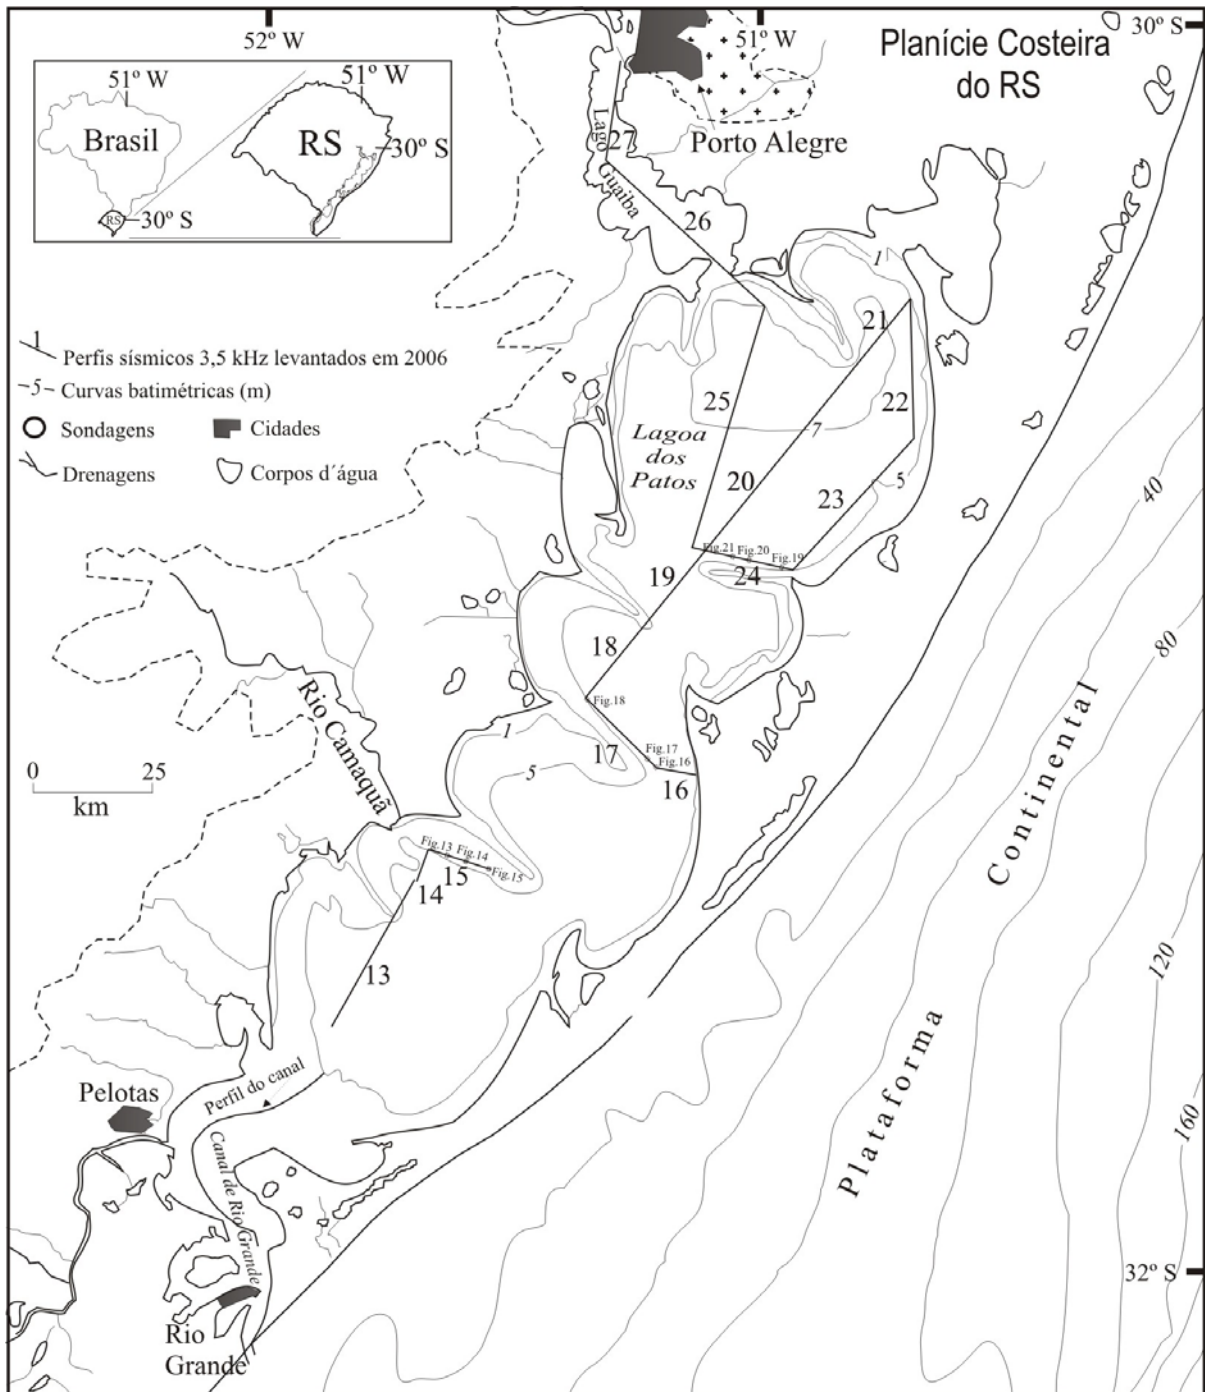 52º W
51º W
30º S
Planície Costeira
do RS
51º W
Brasil
RS
30º S
51º W
RS
30º S
Porto Alegre
Lago
Guaiba
27
26
1
1
Perfis sísmicos 3,5 kHz levantados em 2006
5
Curvas batimétricas (m)
Sondagens
Cidades
Drenagens
Corpos d´água
21
25
22
7
Lagoa
dos
Patos
20
23
5
40
Fig.21
Fig.20
Fig.19
19
24
18
80
Rio Camaquã
Fig.18
1
17
Fig.17
Fig.16
5
16
0
25
km
Continental
Fig.13
Fig.14
Fig.15
15
14
13
120
Plataforma
Perfil do canal
Pelotas
Canal de Rio Grande
160
32º S
Rio
Grande